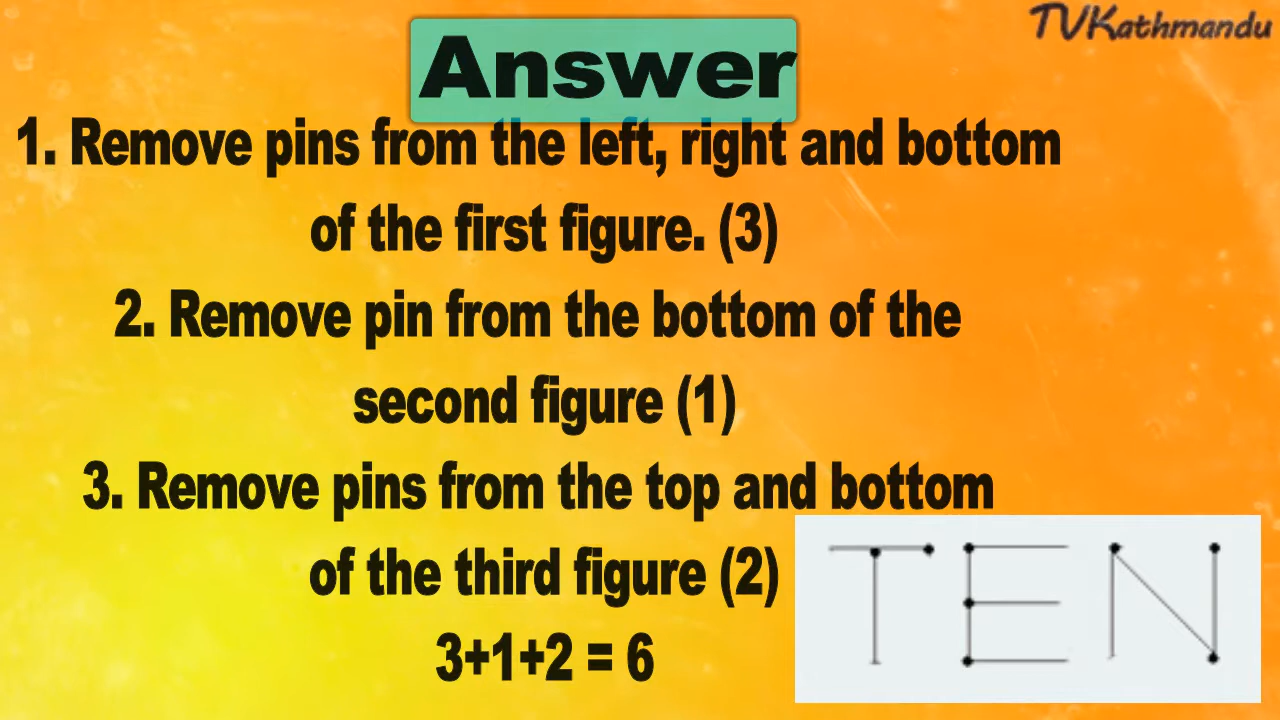 TVKathmandu
Answer
1. Remove pins from the left, right and bottom
of the first figure. (3)
2. Remove pin from the bottom of the
second figure (1)
3. Remove pins from the top and bottom
of the third figure (2)
3+1+2 = 6
TEN